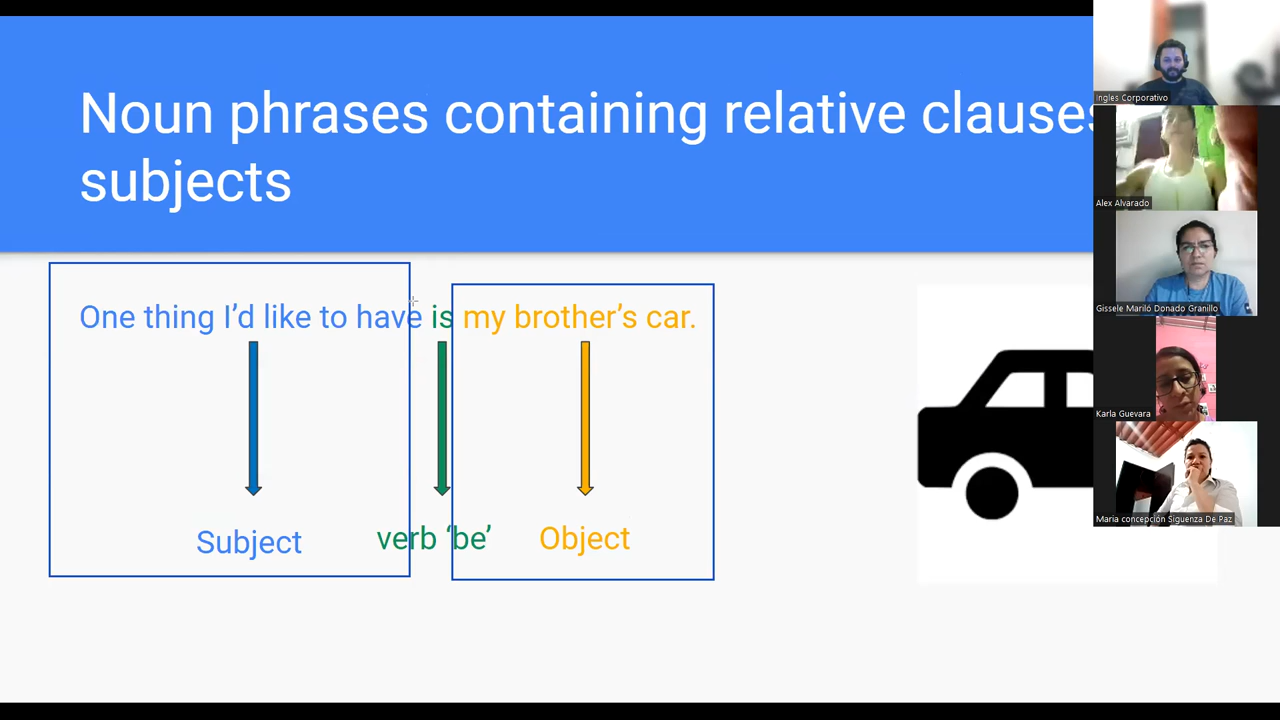 Noun phrases containing relative clauses
subjects
One thing I'd like to have is my brother's car.
Subject
verb 'be'
Object
Ingles Corporativo
Alex Alvarado
Gissele Mariló Donado Granillo
Karla Guevara
Maria concepción Siguenza De Paz